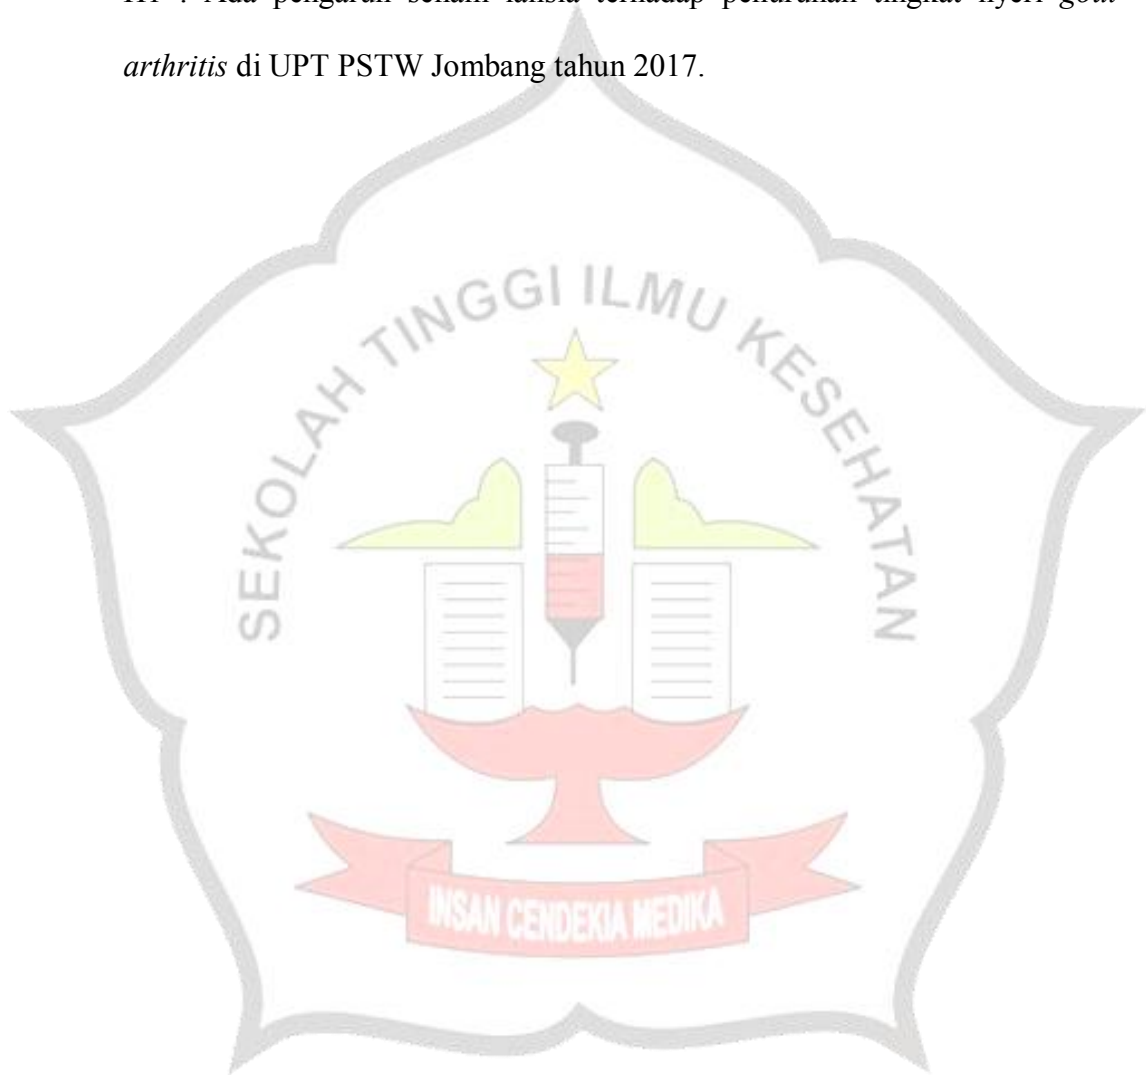 H1 : Ada pengaruh senam lansia terhadap penurunan tingkat nyeri gout
arthritis di UPT PSTW Jombang tahun 2017.
SEKOLAH TINGGI ILMU KESEHATAN
INSAN CENDEKIA MEDIKA